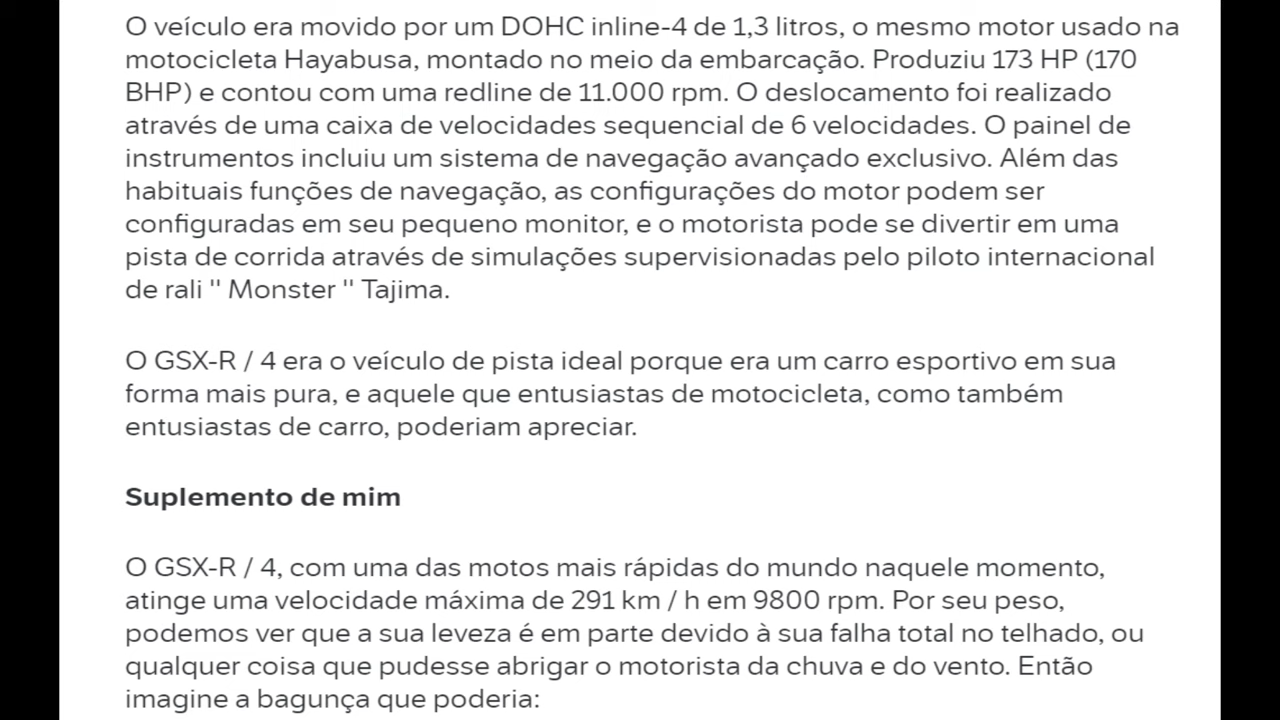 O veículo era movido por um DOHC inline-4 de 1,3 litros, o mesmo motor usado na
motocicleta Hayabusa, montado no meio da embarcação. Produziu 173 HP (170
BHP) e contou com uma redline de 11.000 rpm. O deslocamento foi realizado
através de uma caixa de velocidades sequencial de 6 velocidades. O painel de
instrumentos incluiu um sistema de navegação avançado exclusivo. Além das
habituais funções de navegação, as configurações do motor podem ser
configuradas em seu pequeno monitor, e o motorista pode se divertir em uma
pista de corrida através de simulações supervisionadas pelo piloto internacional
de rali " Monster " Tajima.
O GSX-R / 4 era o veículo de pista ideal porque era um carro esportivo em sua
forma mais pura, e aquele que entusiastas de motocicleta, como também
entusiastas de carro, poderiam apreciar.
Suplemento de mim
O GSX-R / 4, com uma das motos mais rápidas do mundo naquele momento,
atinge uma velocidade máxima de 291 km / h em 9800 rpm. Por seu peso,
podemos ver que a sua leveza é em parte devido à sua falha total no telhado, ou
qualquer coisa que pudesse abrigar o motorista da chuva e do vento. Então
imagine a bagunça que poderia: